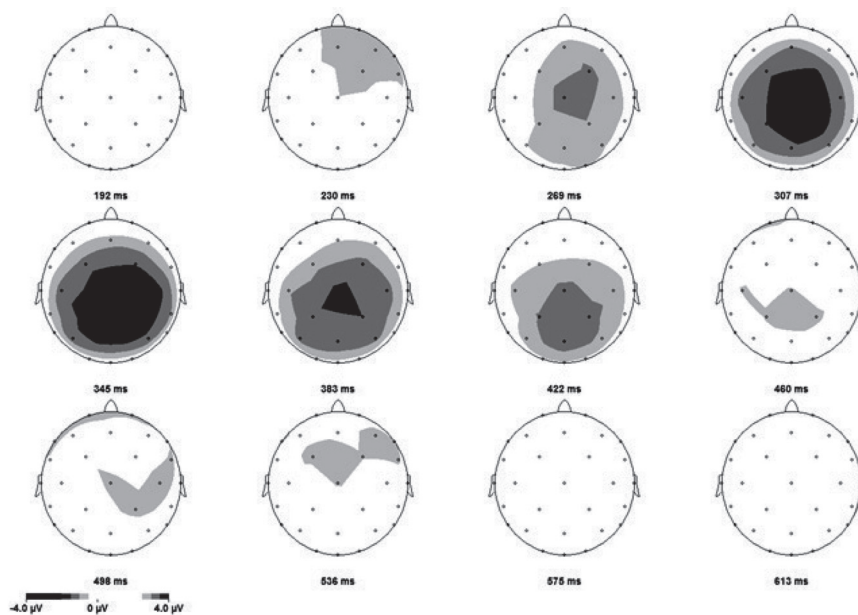 192 ms 230 ms 269 ms 307 ms
345 ms 383 ms 422 ms 460 ms
498 ms 536 ms 575 ms 613 ms
-4.0 µV 0 µV 4.0 µV